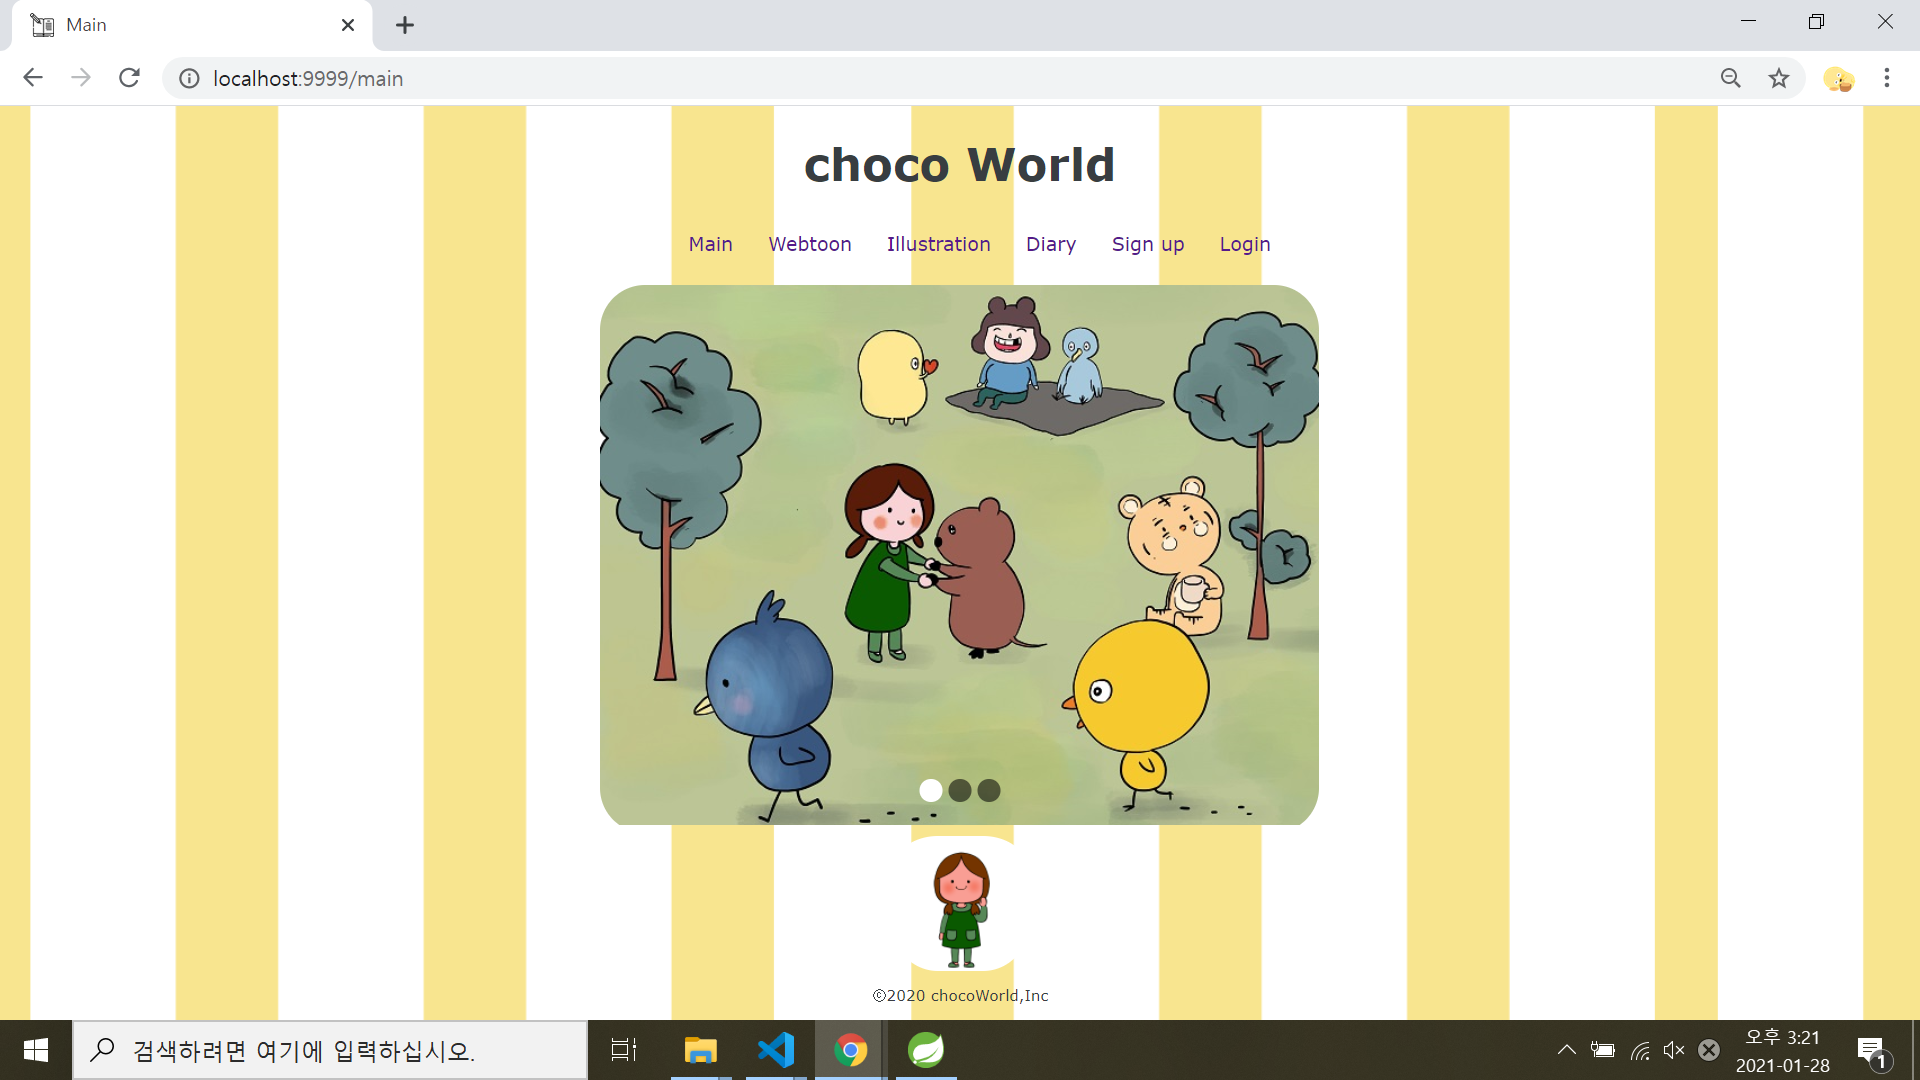 Main
localhost:9999/main
choco World
Main Webtoon Illustration Diary Sign up Login
©2020 chocoWorld,Inc
검색하려면 여기에 입력하십시오.
오후 3:21
2021-01-28
1